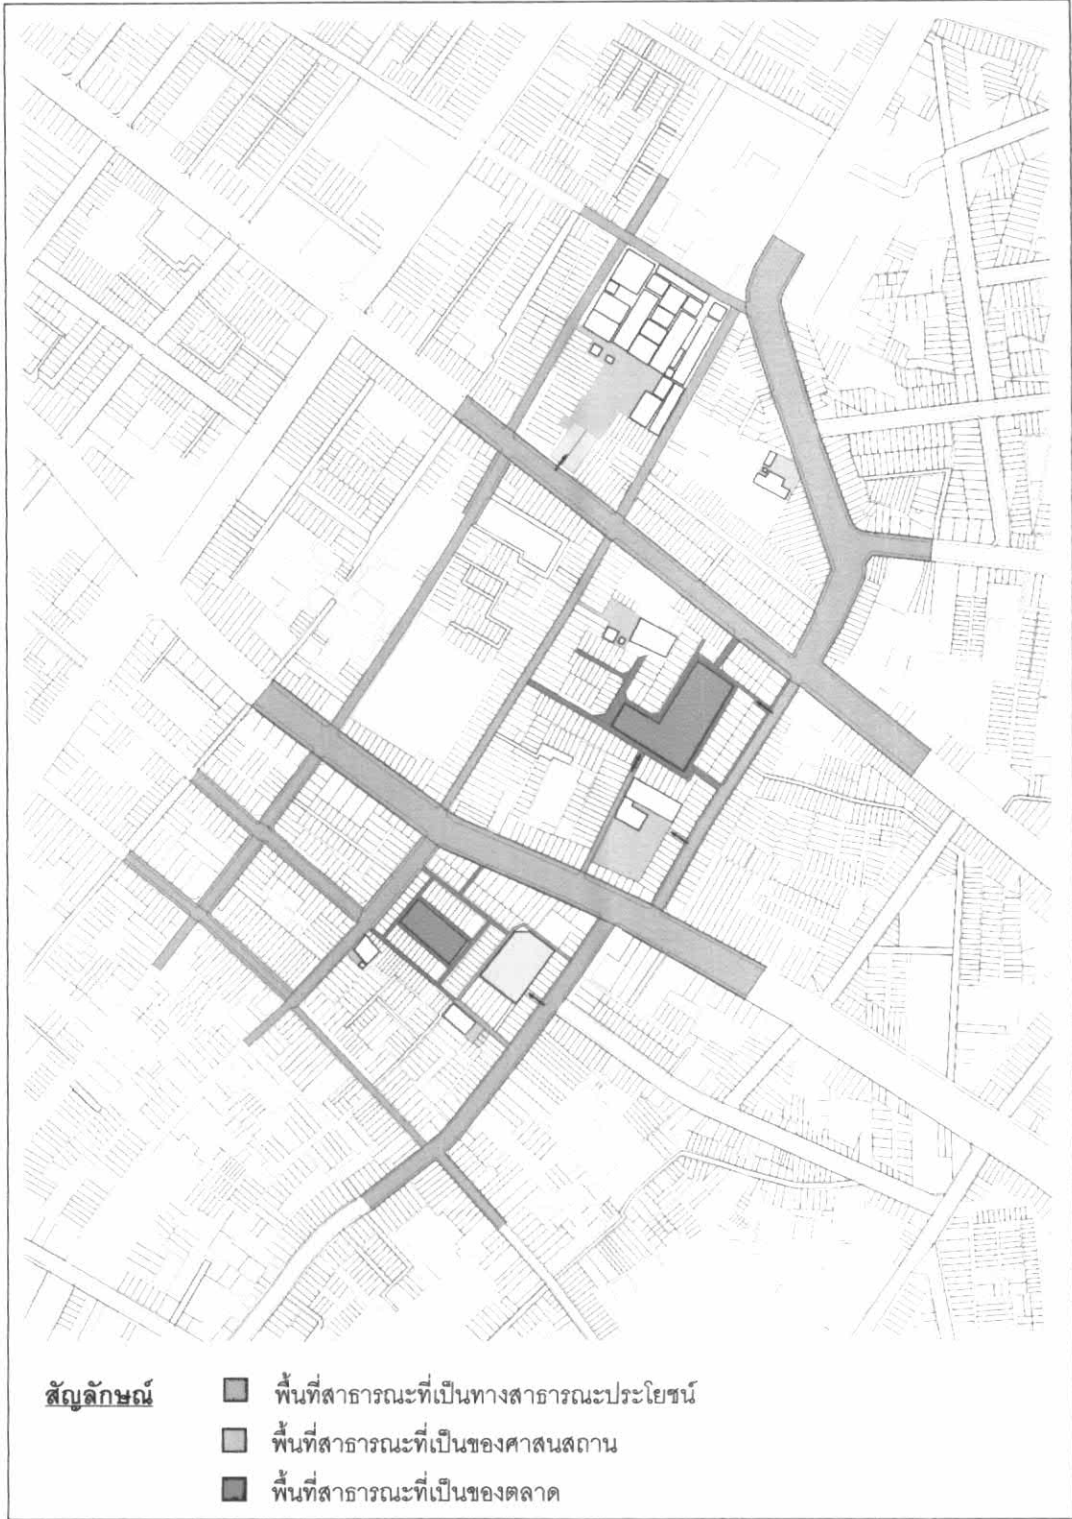 สัญลักษณ์
พื้นที่สาธารณะที่เป็นทางสาธารณะประโยชน์
พื้นที่สาธารณะที่เป็นของศาสนสถาน
พื้นที่สาธารณะที่เป็นของตลาด